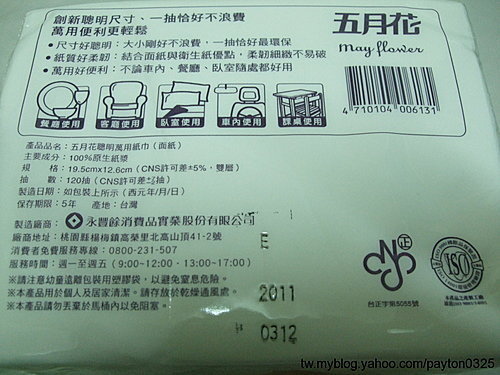 創新聰明尺寸、一抽恰好不浪費
萬用便利更輕鬆
• 尺寸好聰明：大小剛好不浪費，一抽恰好最環保
• 紙質好柔韌：結合面紙與衛生紙優點，柔韌細緻不易破
• 萬用好便利：不論車內、餐廳、臥室隨處都好用
五月花
may flower
4710104006131
餐廳使用
客廳使用
臥室使用
車內使用
課桌使用
產品品名：五月花聰明萬用紙巾（面紙）
主要成分：100%原生紙漿
規 格：19.5cmx12.6cm（CNS許可差±5%，雙層）
抽 數：120抽(CNS許可差±5抽)
製造日期：如包裝上所示（西元年/月/日）
保存期限：5年 產地：台灣
製造廠商：永豐餘消費品實業股份有限公司
廠商地址：桃園縣楊梅鎮高榮里北高山頂41-2號
消費者免費服務專線：0800-231-507
服務時間：週一至週五（9:00~12:00、13:00~17:00）
※請注意幼童遠離包裝用塑膠袋，以避免窒息危險。
※本產品用於個人及居家清潔。請存放於乾燥通風處。
※本產品請勿丟棄於馬桶內以免阻塞。
E
2011
0312
正
CNS
台正字第5055號
ISO
tw.myblog.yahoo.com/payton0325